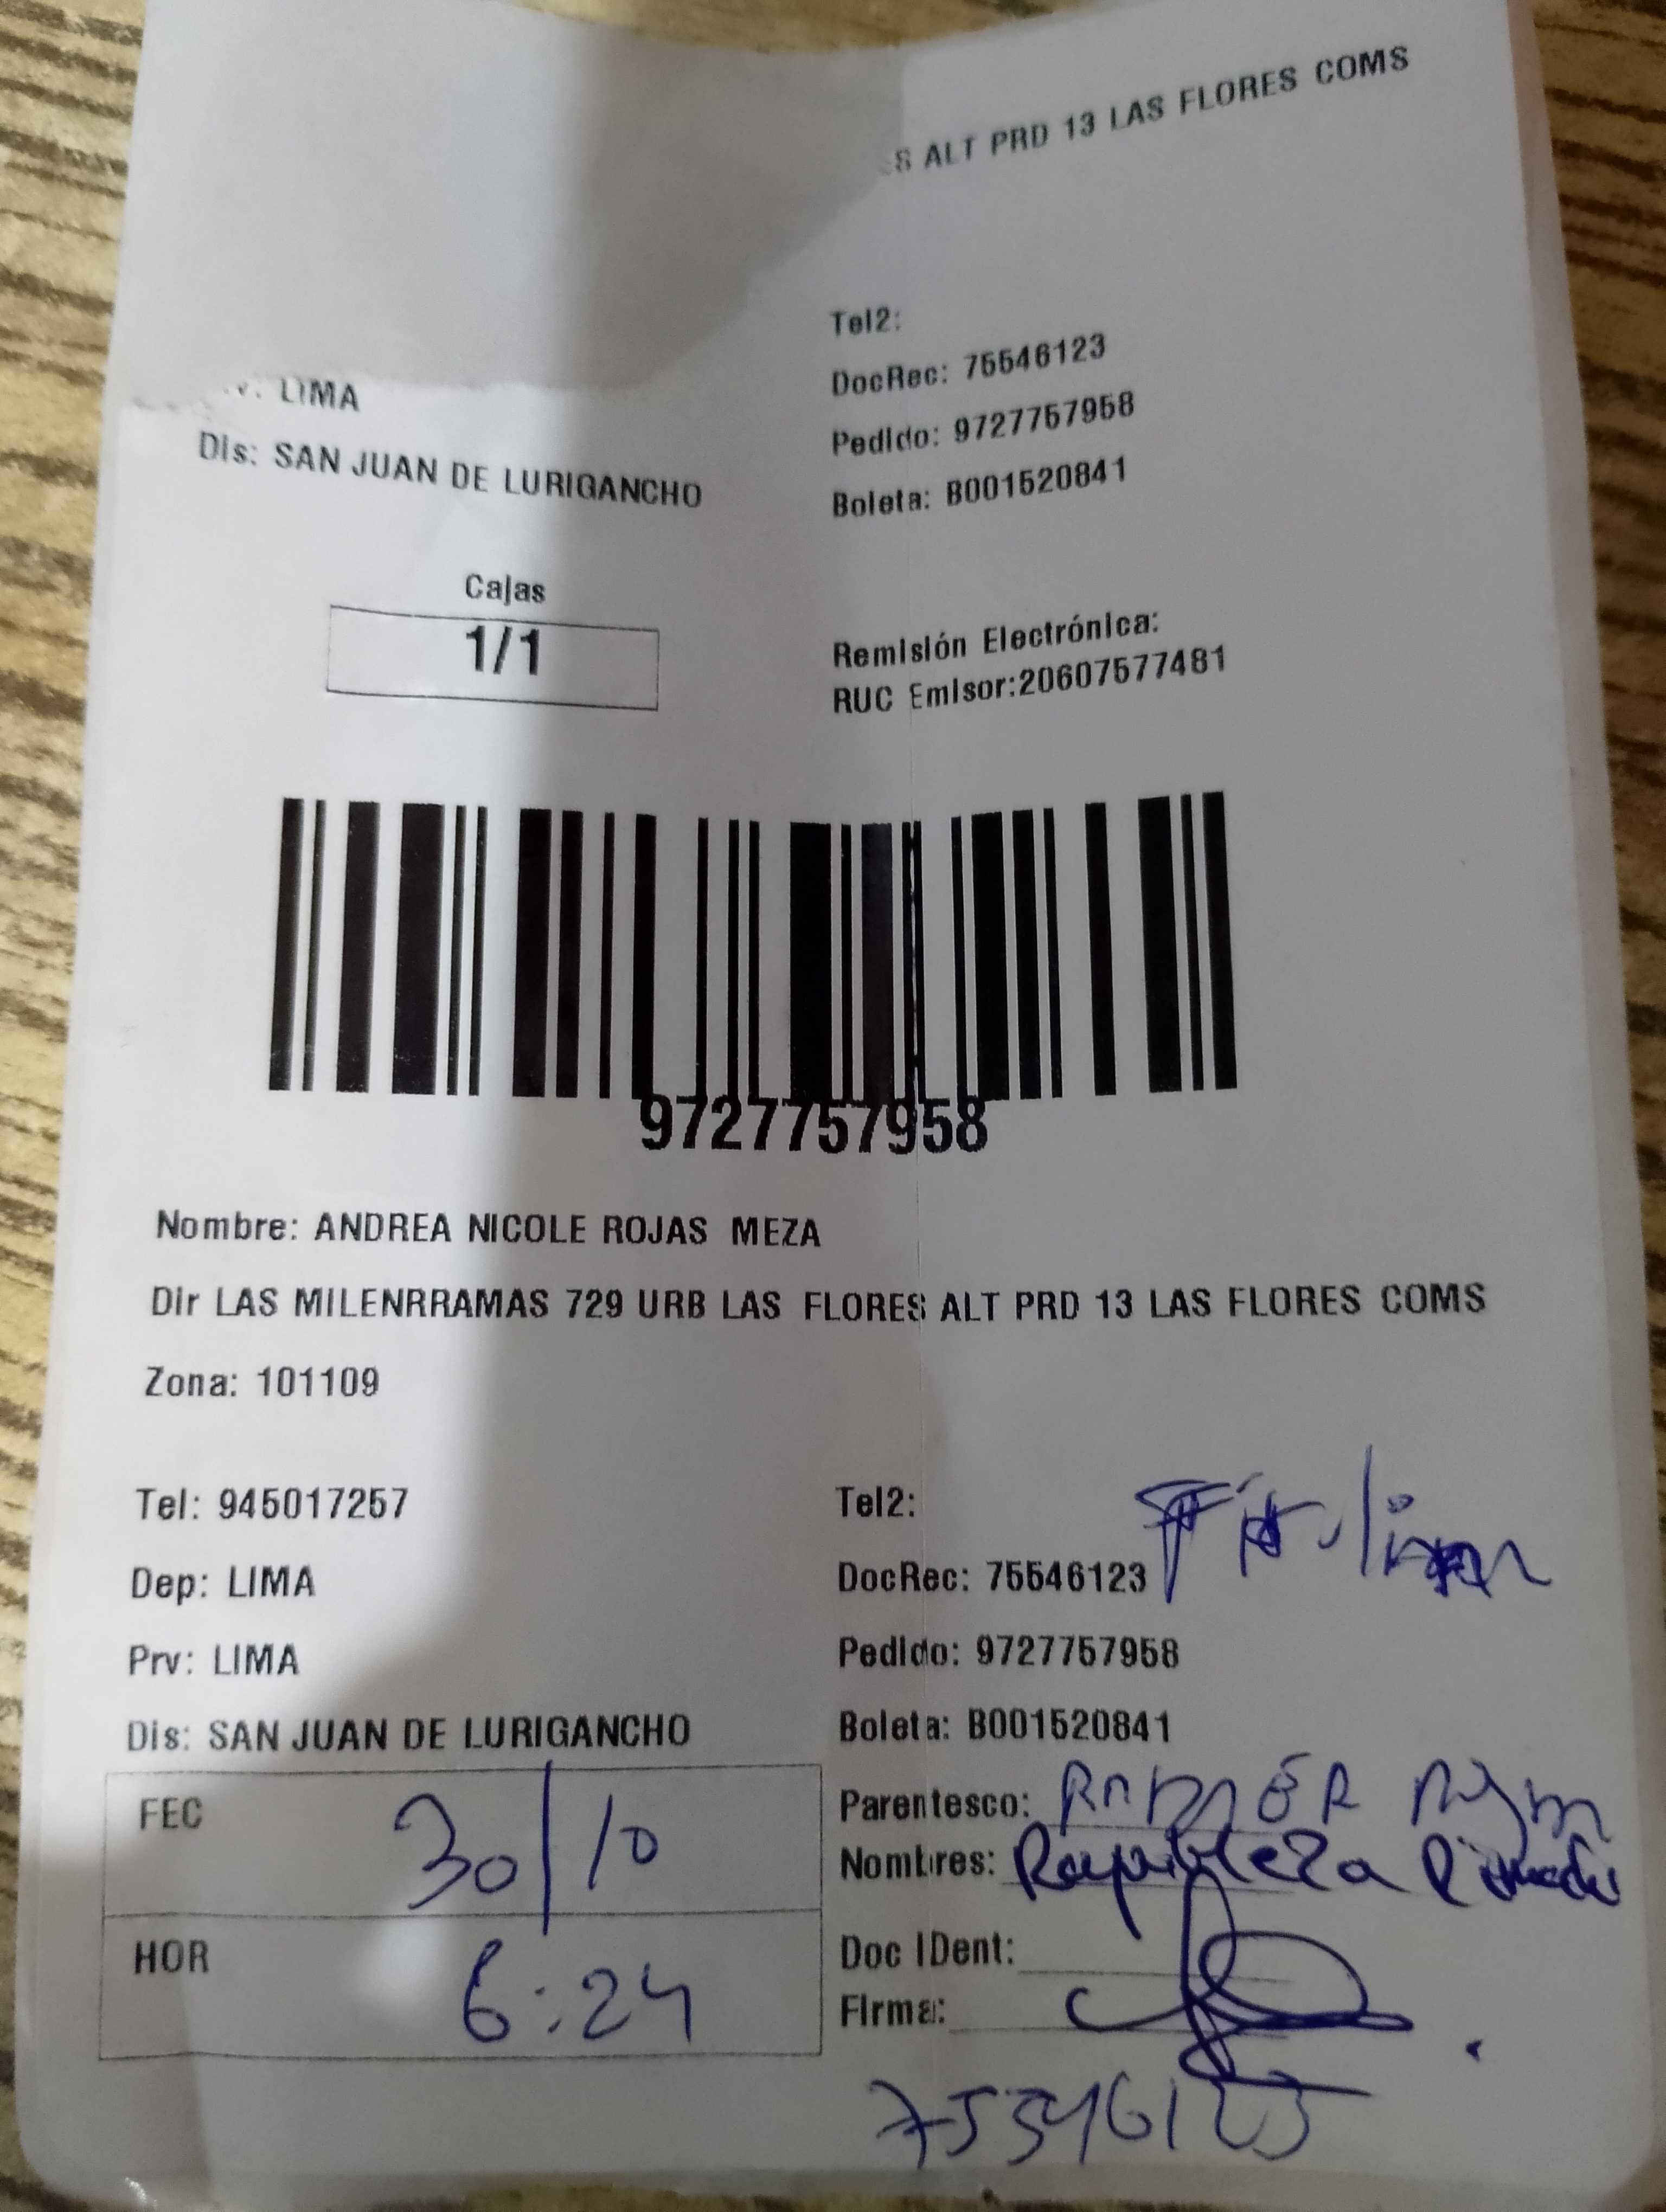 S ALT PRD 13 LAS FLORES COMS
Tel2:
DocRec: 75546123
LIMA
Pedido: 9727757958
Dis: SAN JUAN DE LURIGANCHO
Boleta: B001520841
Cajas
1/1
Remisión Electrónica:
RUC Emisor:20607577481
9727757958
Nombre: ANDREA NICOLE ROJAS MEZA
Dir LAS MILENRRAMAS 729 URB LAS FLORES ALT PRD 13 LAS FLORES COMS
Zona: 101109
Tel: 945017257
Tel2:
Dep: LIMA
DocRec: 75546123
Prv: LIMA
Pedido: 9727757958
Dis: SAN JUAN DE LURIGANCHO
Boleta: B001520841
FEC 30/10
Parentesco:
Nombres:
HOR 6:24
Doc IDent:
Firma:
75546123